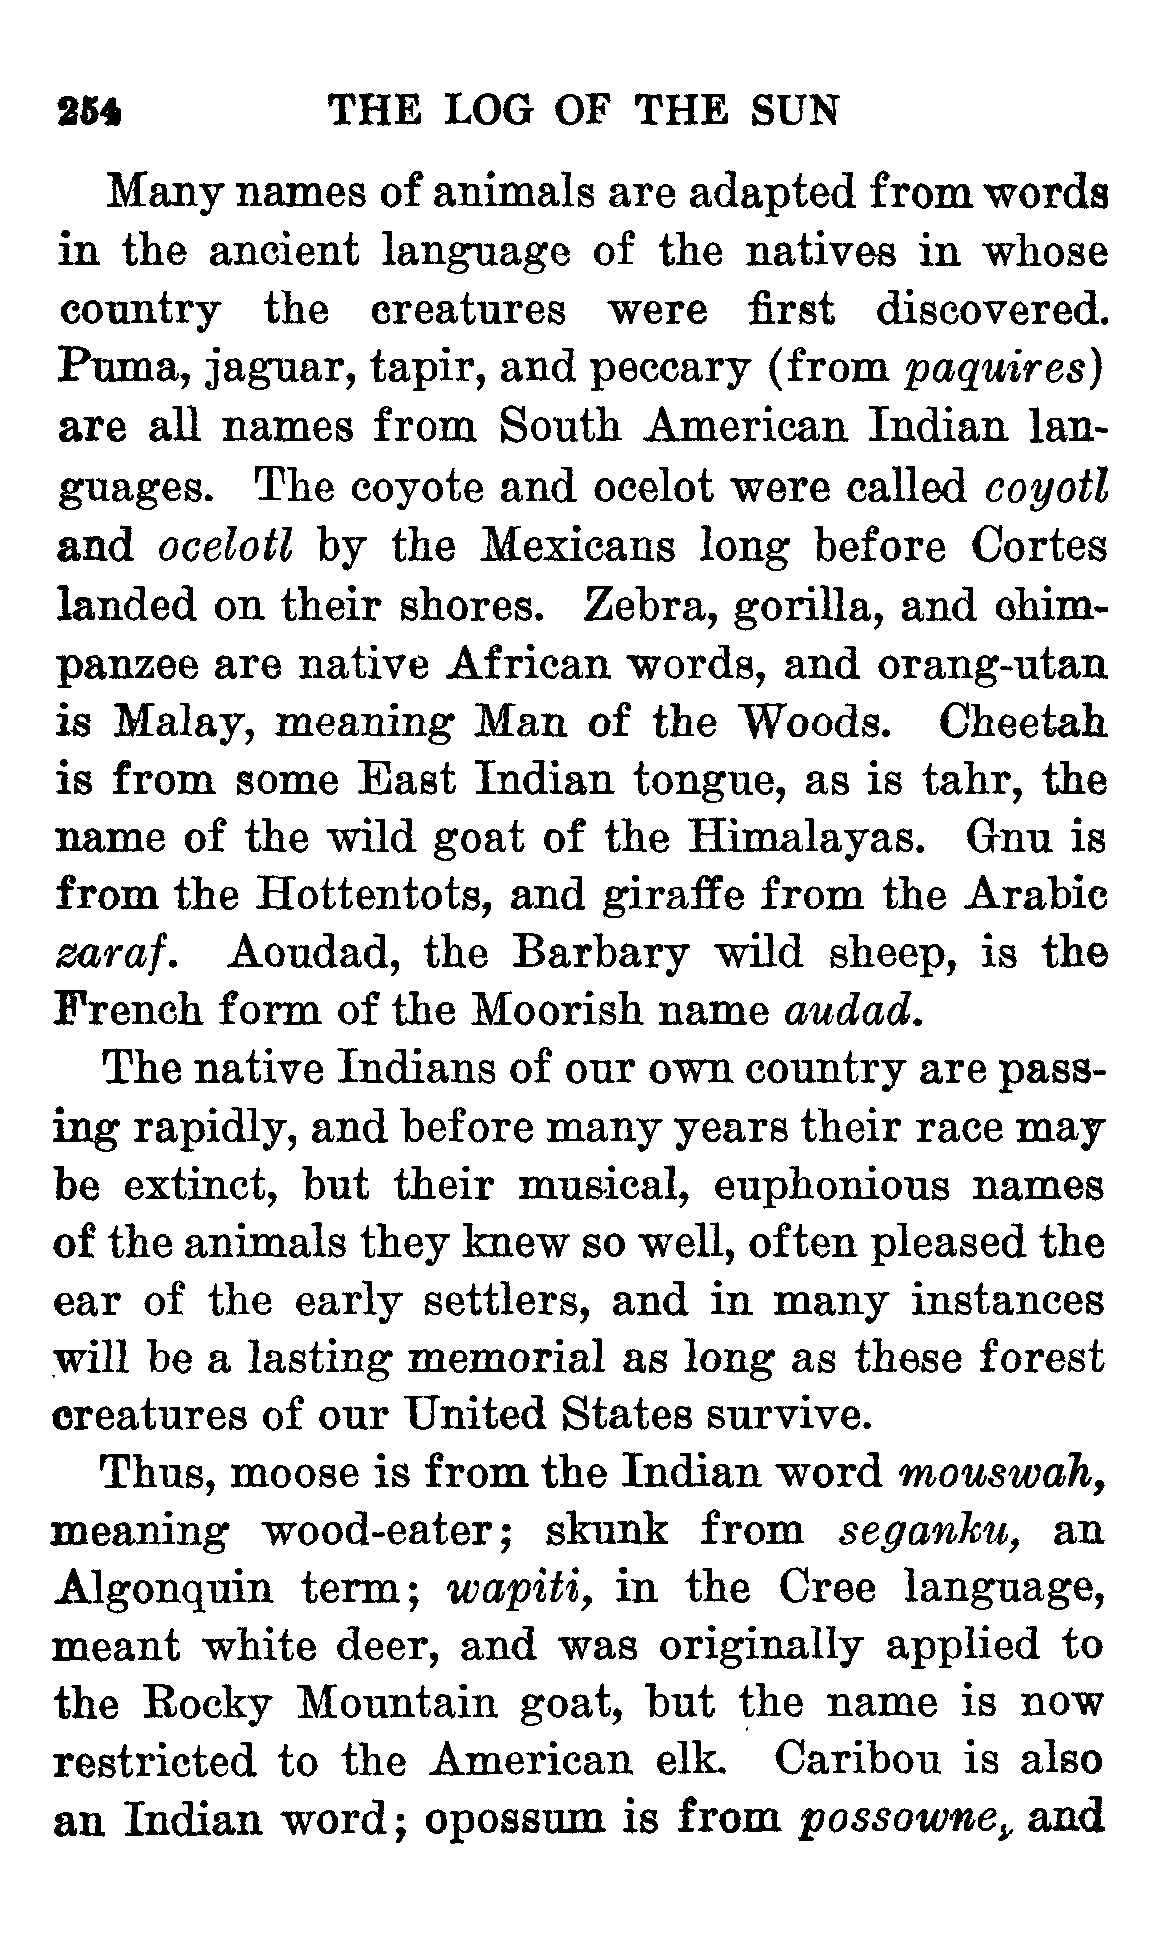 254 THE LOG OF THE SUN
Many names of animals are adapted from words
in the ancient language of the natives in whose
country the creatures were first discovered.
Puma, jaguar, tapir, and peccary (from paquires)
are all names from South American Indian lan-
guages. The coyote and ocelot were called coyotl
and ocelotl by the Mexicans long before Cortes
landed on their shores. Zebra, gorilla, and chim-
panzee are native African words, and orang-utan
is Malay, meaning Man of the Woods. Cheetah
is from some East Indian tongue, as is tahr, the
name of the wild goat of the Himalayas. Gnu is
from the Hottentots, and giraffe from the Arabic
zaraf. Aoudad, the Barbary wild sheep, is the
French form of the Moorish name audad.
The native Indians of our own country are pass-
ing rapidly, and before many years their race may
be extinct, but their musical, euphonious names
of the animals they knew so well, often pleased the
ear of the early settlers, and in many instances
will be a lasting memorial as long as these forest
creatures of our United States survive.
Thus, moose is from the Indian word mouswah,
meaning wood-eater; skunk from seganku, an
Algonquin term; wapiti, in the Cree language,
meant white deer, and was originally applied to
the Rocky Mountain goat, but the name is now
restricted to the American elk. Caribou is also
an Indian word; opossum is from possowne, and